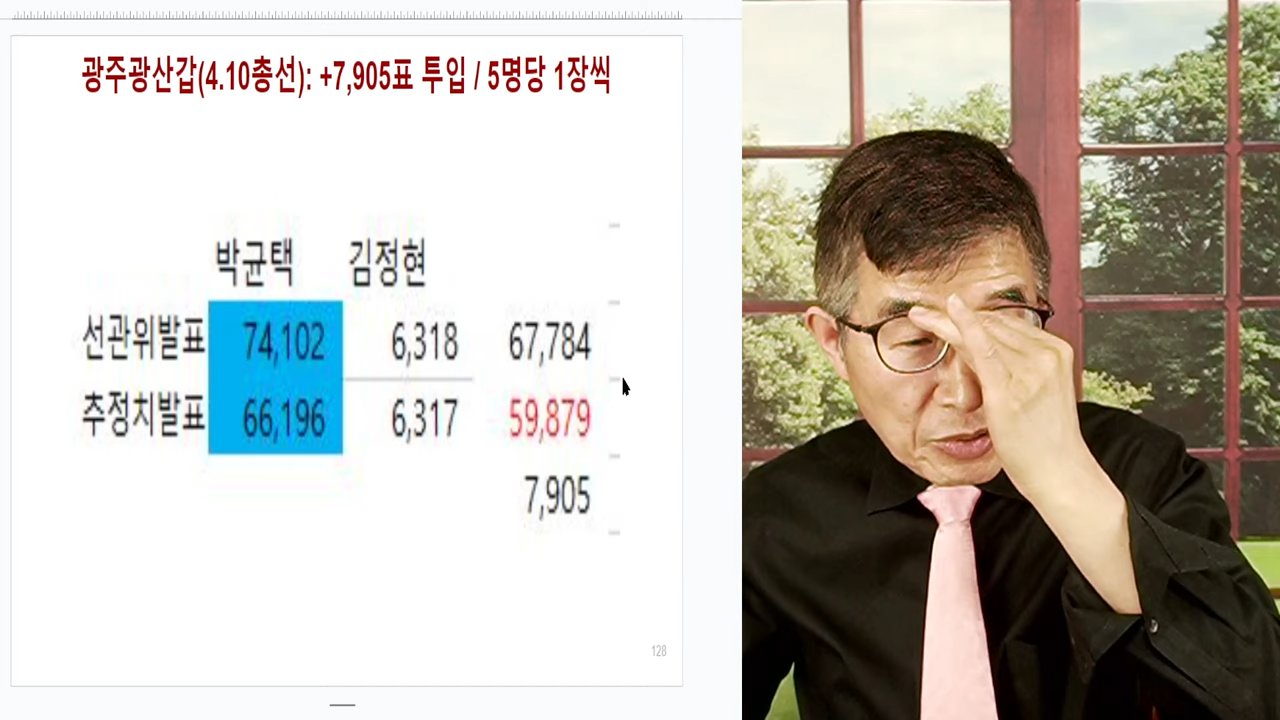 광주광산갑(4.10총선): +7,905표 투입 / 5명당 1장씩
박균택 김정현
선관위발표 74,102 6,318 67,784
추정치발표 66,196 6,317 59,879
7,905
128